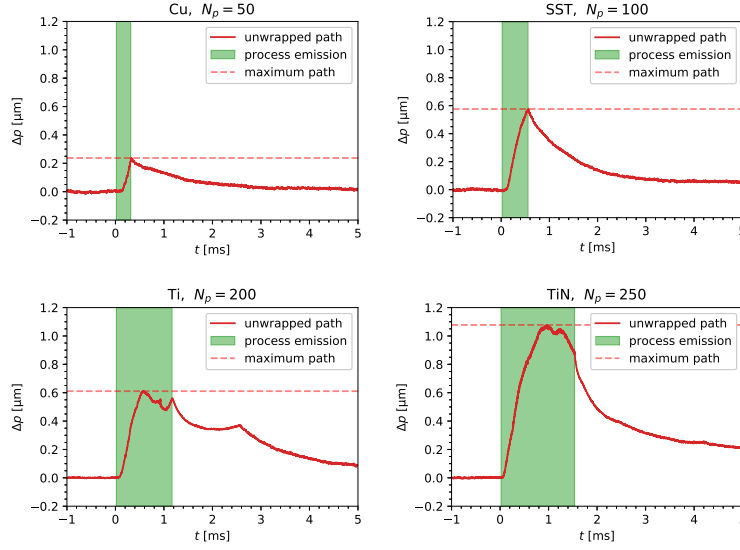 Cu, Nₚ = 50
1.2
1.0
0.8
0.6
0.4
0.2
0.0
−0.2
Δp [µm]
unwrapped path
process emission
maximum path
−1 0 1 2 3 4 5
t [ms]
SST, Nₚ = 100
1.2
1.0
0.8
0.6
0.4
0.2
0.0
−0.2
Δp [µm]
unwrapped path
process emission
maximum path
−1 0 1 2 3 4 5
t [ms]
Ti, Nₚ = 200
1.2
1.0
0.8
0.6
0.4
0.2
0.0
−0.2
Δp [µm]
unwrapped path
process emission
maximum path
−1 0 1 2 3 4 5
t [ms]
TiN, Nₚ = 250
1.2
1.0
0.8
0.6
0.4
0.2
0.0
−0.2
Δp [µm]
unwrapped path
process emission
maximum path
−1 0 1 2 3 4 5
t [ms]